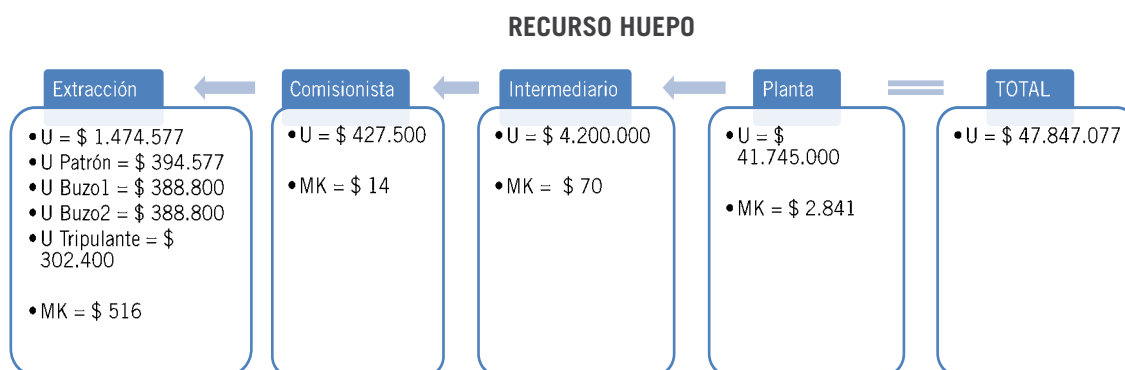 RECURSO HUEPO
Extracción
• U = $ 1.474.577
• U Patrón = $ 394.577
• U Buzo1 = $ 388.800
• U Buzo2 = $ 388.800
• U Tripulante = $
302.400
• MK = $ 516
Comisionista
• U = $ 427.500
• MK = $ 14
Intermediario
• U = $ 4.200.000
• MK = $ 70
Planta
• U = $
41.745.000
• MK = $ 2.841
TOTAL
• U = $ 47.847.077